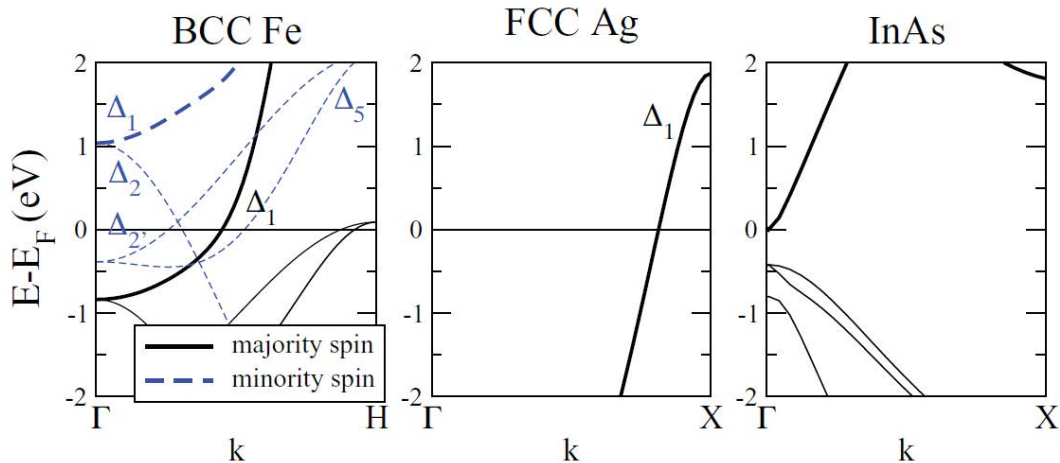 BCC Fe
FCC Ag
InAs
E-E_F (eV)
2
1
0
-1
-2
Δ₁
Δ₂
Δ₂'
Δ₅
Δ₁
majority spin
minority spin
Γ
H
k
2
1
0
-1
-2
Δ₁
X
k
2
1
0
-1
-2
Γ
X
k